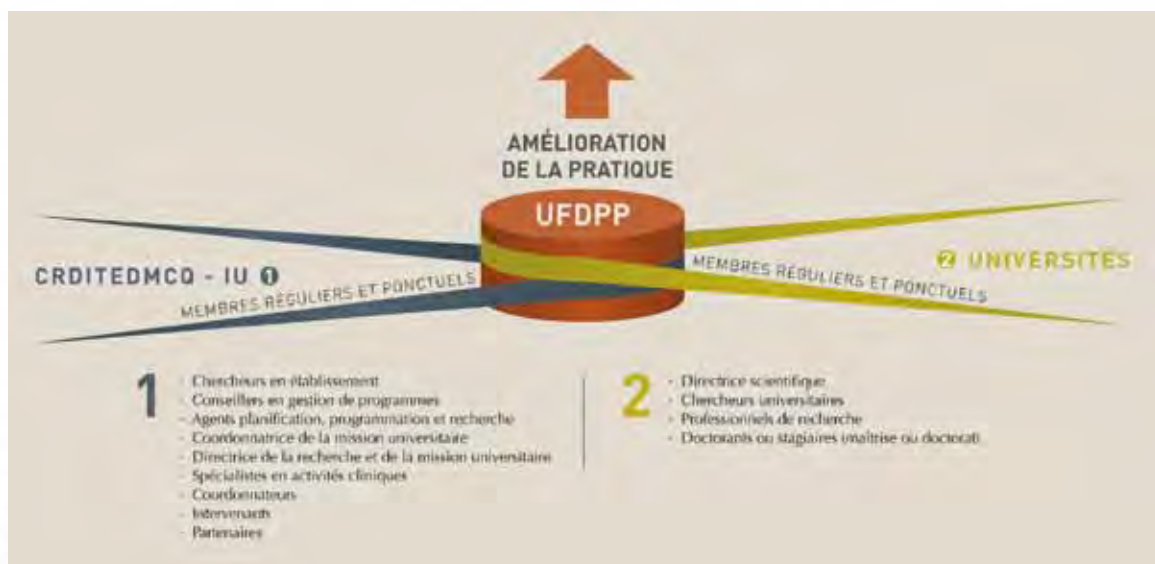 AMÉLIORATION
DE LA PRATIQUE
UFDPP
CRDITEDMCQ - IU 1
MEMBRES RÉGULIERS ET PONCTUELS
2 UNIVERSITÉS
MEMBRES RÉGULIERS ET PONCTUELS
1
- Chercheurs en établissement
- Conseillers en gestion de programmes
- Agents planification, programmation et recherche
- Coordonnatrice de la mission universitaire
- Directrice de la recherche et de la mission universitaire
- Spécialistes en activités cliniques
- Coordonnateurs
- Intervenants
- Partenaires
2
- Directrice scientifique
- Chercheurs universitaires
- Professionnels de recherche
- Doctorants ou stagiaires (maîtrise ou doctorat)